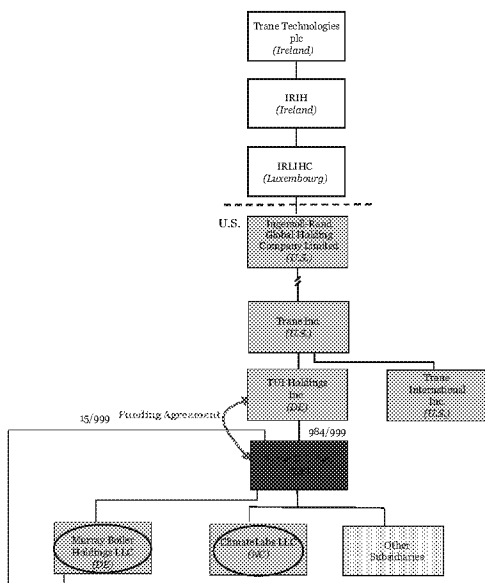 Trane Technologies
plc
(Ireland)
IRIH
(Ireland)
IRLIHC
(Luxembourg)
U.S.
Ingersoll-Rand
Global Holding
Company Limited
(U.S.)
Trane Inc
(U.S.)
Trane
International
Inc.
(U.S.)
TUI Holdings
Inc
(DE)
15/999
Funding Agreement
984/999
Murray Boiler
Holdings LLC
(DE)
ClimateLabs LLC
(NC)
Other
Subsidiaries